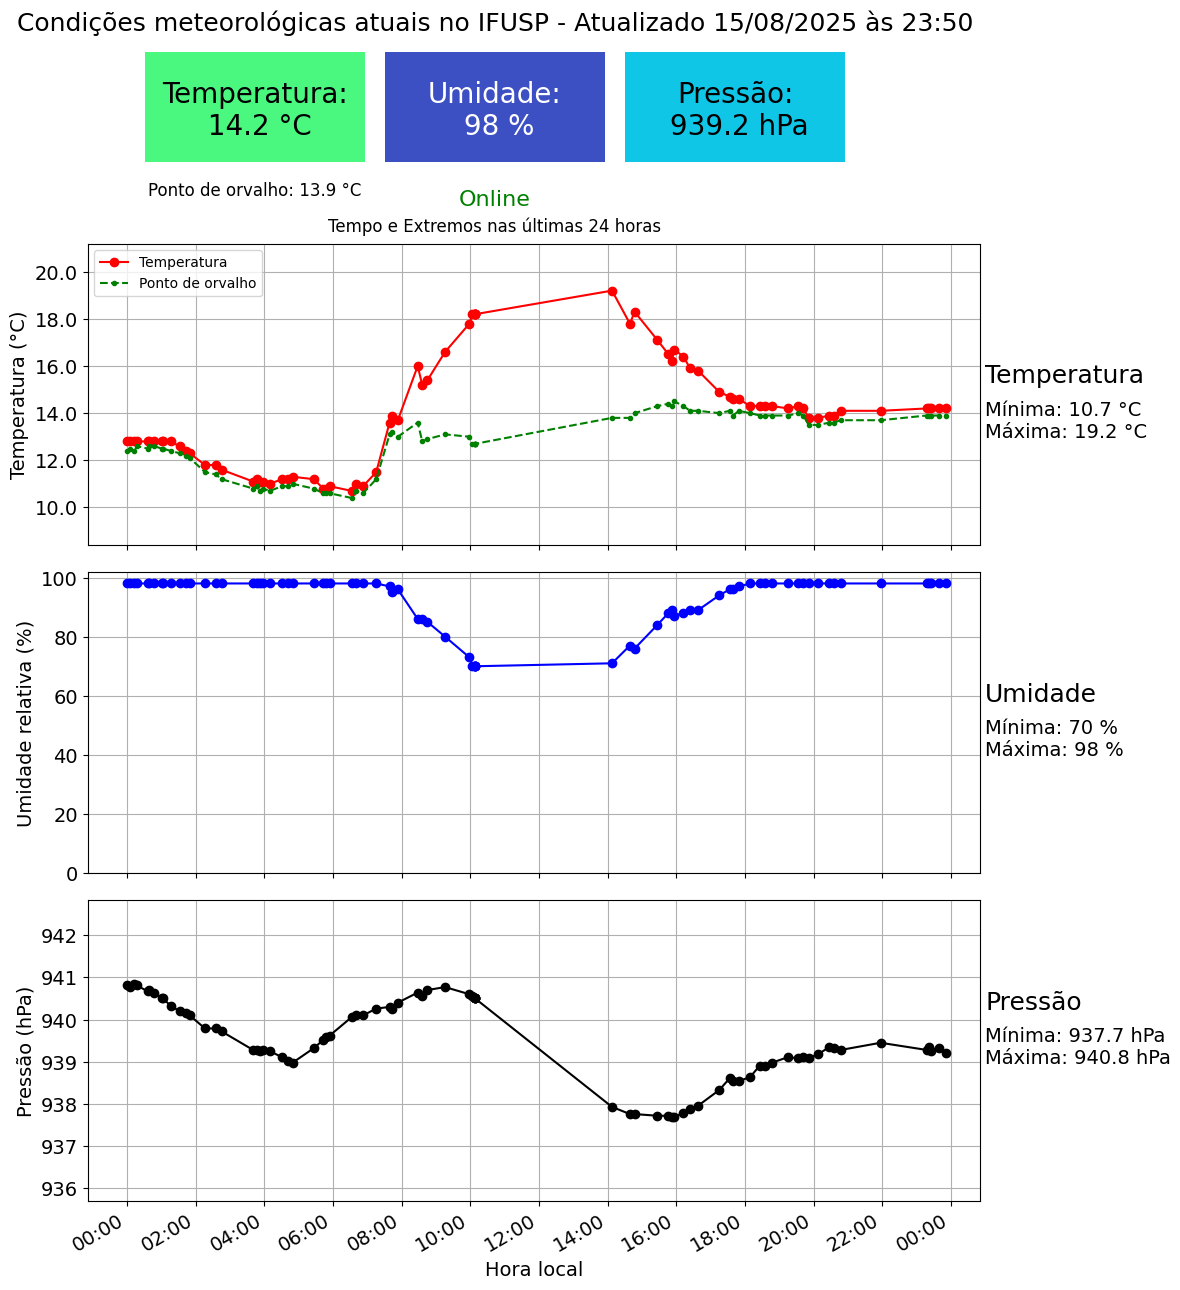 Condições meteorológicas atuais no IFUSP - Atualizado 15/08/2025 às 23:50
Temperatura:
14.2 °C
Umidade:
98 %
Pressão:
939.2 hPa
Ponto de orvalho: 13.9 °C
Online
Tempo e Extremos nas últimas 24 horas
Temperatura
Ponto de orvalho
Temperatura (°C)
20.0
18.0
16.0
14.0
12.0
10.0
Temperatura
Mínima: 10.7 °C
Máxima: 19.2 °C
Umidade relativa (%)
100
80
60
40
20
0
Umidade
Mínima: 70 %
Máxima: 98 %
Pressão (hPa)
942
941
940
939
938
937
936
Pressão
Mínima: 937.7 hPa
Máxima: 940.8 hPa
00:00 02:00 04:00 06:00 08:00 10:00 12:00 14:00 16:00 18:00 20:00 22:00 00:00
Hora local